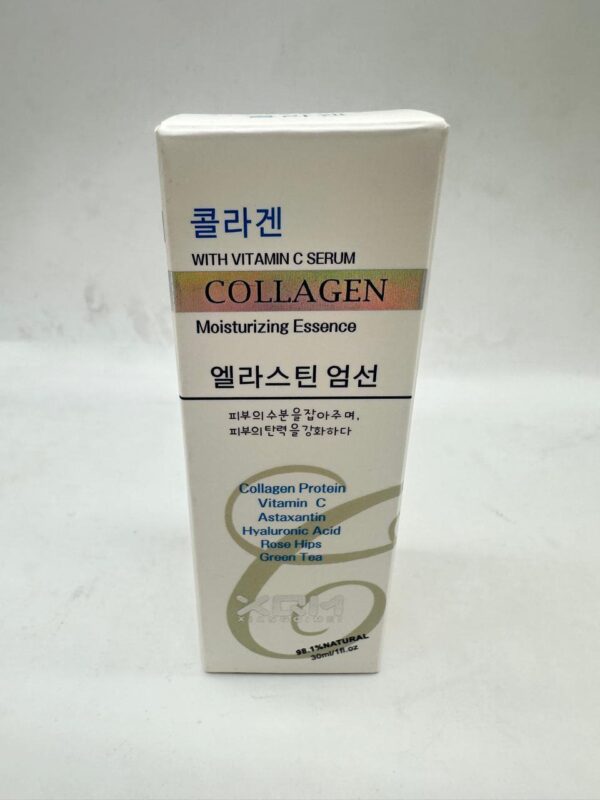 콜라겐
WITH VITAMIN C SERUM
COLLAGEN
Moisturizing Essence
엘라스틴 엄선
피부의 수분을 잡아주며,
피부의 탄력을 강화하다
Collagen Protein
Vitamin C
Astaxantin
Hyaluronic Acid
Rose Hips
Green Tea
98.1%NATURAL
30ml/1fl.oz